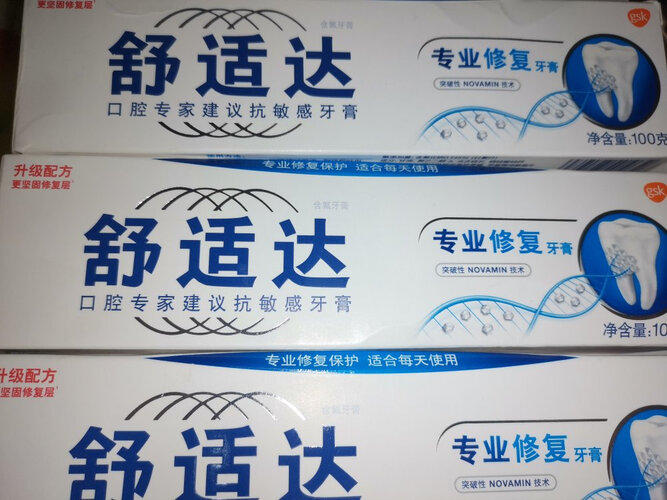 更坚固修复层
含氟牙膏
舒适达
口腔专家建议抗敏感牙膏
gsk
专业修复牙膏
突破性 NOVAMIN 技术
净含量:100克
升级配方
更坚固修复层
专业修复保护 适合每天使用
含氟牙膏
舒适达
口腔专家建议抗敏感牙膏
gsk
专业修复牙膏
突破性 NOVAMIN 技术
净含量:10
升级配方
更坚固修复层
专业修复保护 适合每天使用
含氟牙膏
舒适达
专业修复牙膏
突破性 NOVAMIN 技术